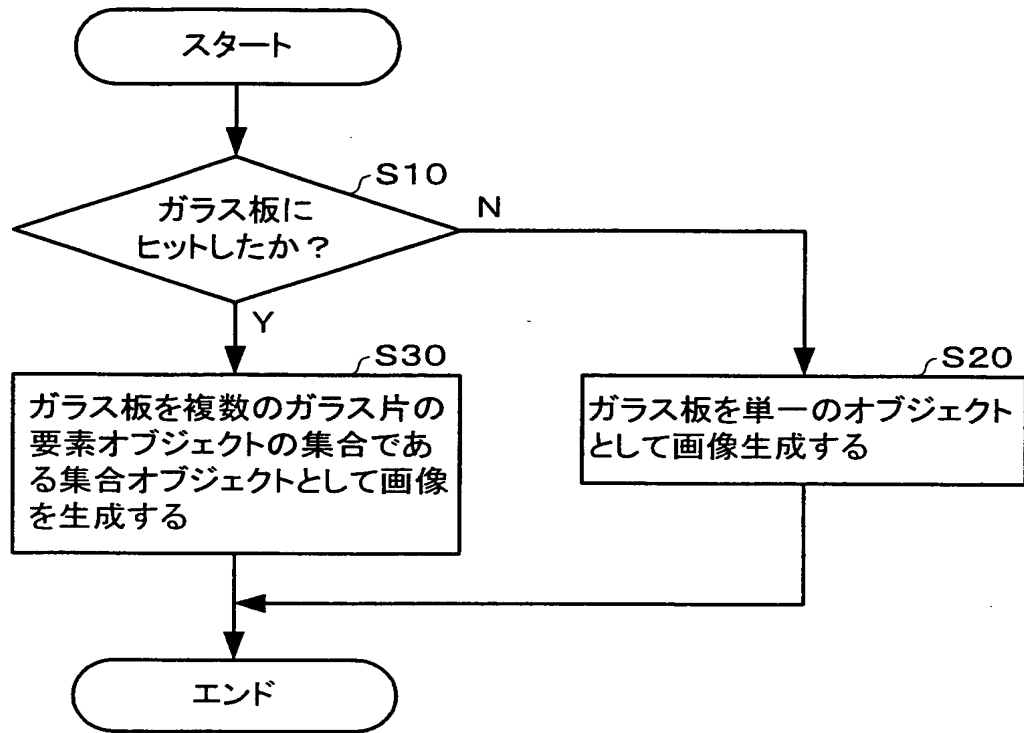 スタート
S10
ガラス板に
ヒットしたか？
N
Y
S30
ガラス板を複数のガラス片の
要素オブジェクトの集合であ
る集合オブジェクトとして画像
を生成する
S20
ガラス板を単一のオブジェクト
として画像生成する
エンド